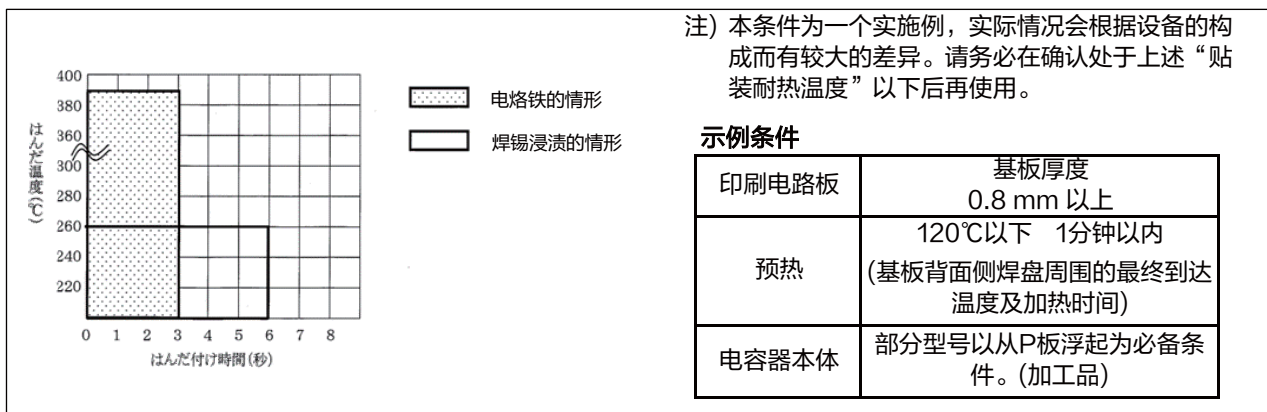 400
380
360
300
280
260
240
220
はんだ温度(℃)
0 1 2 3 4 5 6 7 8
はんだ付け時間(秒)
电烙铁的情形
焊锡浸渍的情形
注) 本条件为一个实施例，实际情况会根据设备的构
成而有较大的差异。请务必在确认处于上述“贴
装耐热温度”以下后再使用。
示例条件
印刷电路板
基板厚度
0.8 mm 以上
预热
120℃以下 1分钟以内
(基板背面侧焊盘周围的最终到达
温度及加热时间)
电容器本体
部分型号以从P板浮起为必备条
件。(加工品)